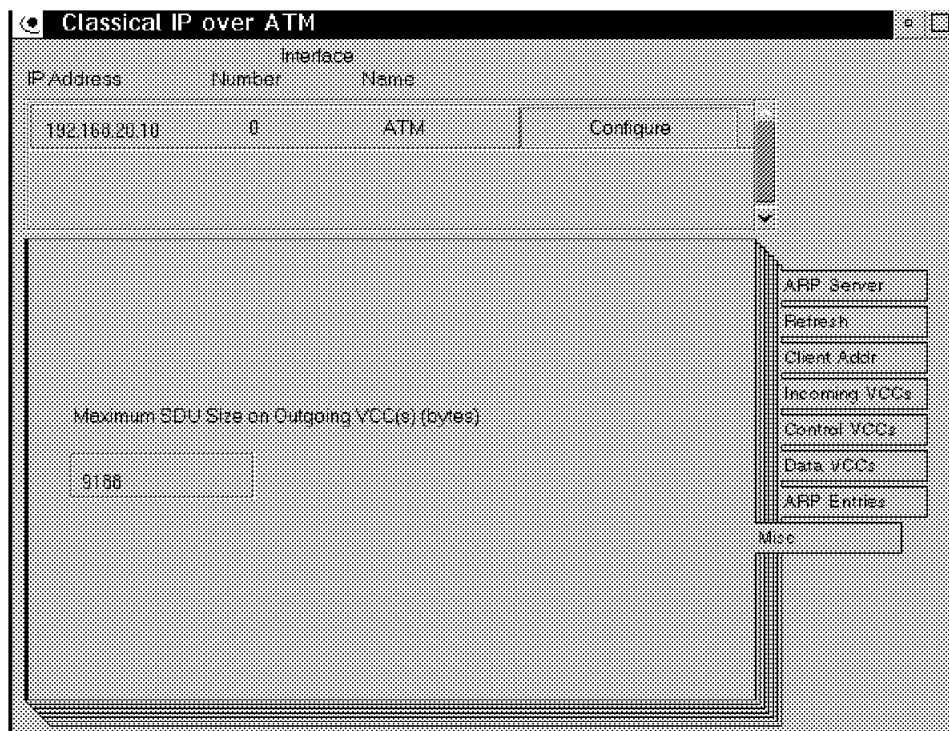 Classical IP over ATM
Interface
IP Address Number Name
192.168.20.10 0 ATM Configure
ARP Server
Refresh
Client Addr
Incoming VCCs
Maximum SDU Size on Outgoing VCC(s) (bytes)
Control VCCs
Data VCCs
9188
ARP Entries
Misc